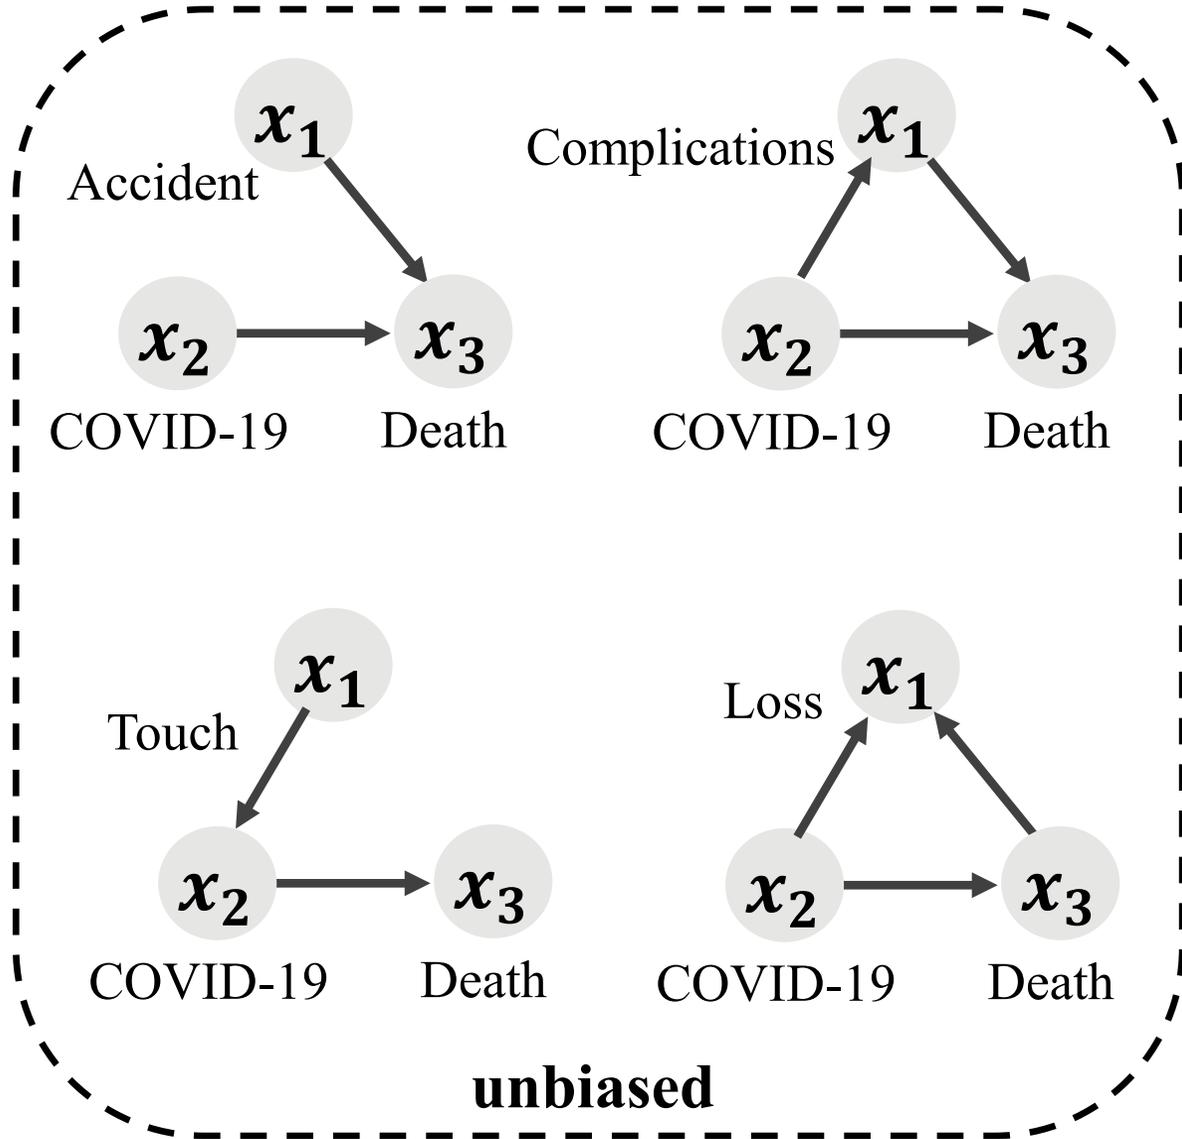 x1
Accident
x2
x3
COVID-19
Death
x1
Complications
x2
x3
COVID-19
Death
x1
Touch
x2
x3
COVID-19
Death
x1
Loss
x2
x3
COVID-19
Death
unbiased